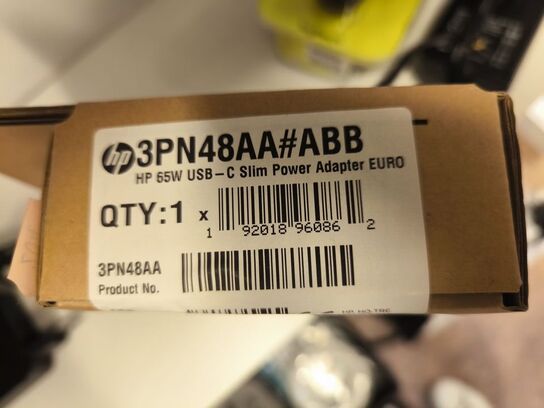 hp 3PN48AA#ABB
HP 65W USB-C Slim Power Adapter EURO
QTY:1 x
1 92018 96086 2
3PN48AA
Product No.